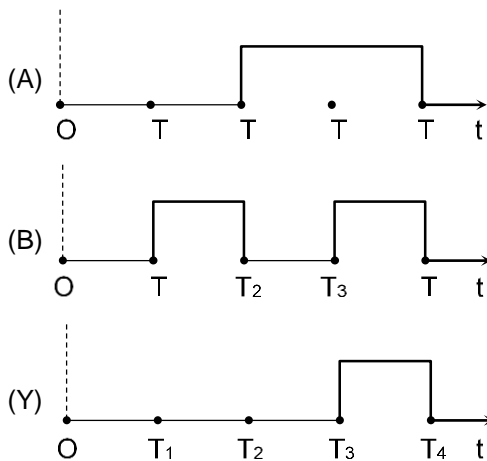 (A)
O T T T T t
(B)
O T T₂ T₃ T t
(Y)
O T₁ T₂ T₃ T₄ t